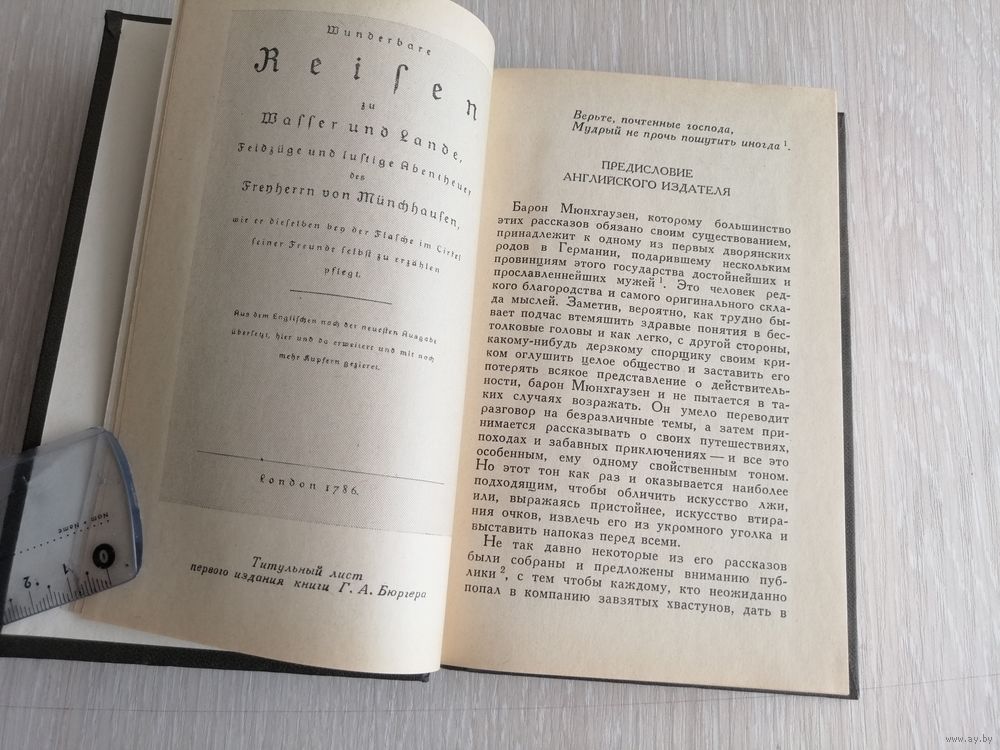 Wunderbare
Reiſen
zu
Waſſer und Lande,
Feldzüge und luſtige Abentheuer
des
Freyherrn von Münchhauſen,
wie er dieſelben bey der Flaſche im Cirkel
ſeiner Freunde ſelbſt zu erzählen
pflegt.
Aus dem Engliſchen nach der neueſten Ausgabe
überſetzt, hier und da erweitert und mit noch
mehr Kupfern gezieret.
London 1786.
Титульный лист
первого издания книги Г. А. Бюргера
Верьте, почтенные господа,
Мудрый не прочь пошутить иногда 1.
ПРЕДИСЛОВИЕ
АНГЛИЙСКОГО ИЗДАТЕЛЯ
Барон Мюнхгаузен, которому большинство
этих рассказов обязано своим существованием,
принадлежит к одному из первых дворянских
родов в Германии, подарившему нескольким
провинциям этого государства достойнейших и
прославленнейших мужей 1. Это человек ред-
кого благородства и самого оригинального скла-
да мыслей. Заметив, вероятно, как трудно бы-
вает подчас втемяшить здравые понятия в бес-
толковые головы и как легко, с другой стороны,
какому-нибудь дерзкому спорщику своим кри-
ком оглушить целое общество и заставить его
потерять всякое представление о действитель-
ности, барон Мюнхгаузен и не пытается в та-
ких случаях возражать. Он умело переводит
разговор на безразличные темы, а затем при-
нимается рассказывать о своих путешествиях,
походах и забавных приключениях — и все это
особенным, ему одному свойственным тоном.
Но этот тон как раз и оказывается наиболее
подходящим, чтобы обличить искусство лжи,
или, выражаясь пристойнее, искусство втира-
ния очков, извлечь его из укромного уголка и
выставить напоказ перед всеми.
Не так давно некоторые из его рассказов
были собраны и предложены вниманию пуб-
лики 2, с тем чтобы каждому, кто неожиданно
попал в компанию завзятых хвастунов, дать в
Nom • Name
0
1
2
www.ay.by